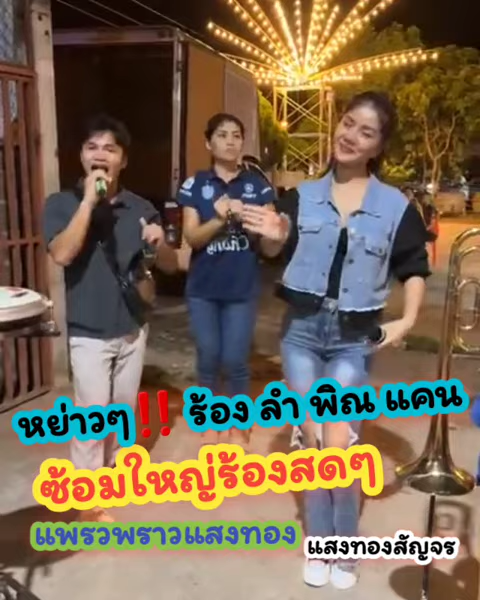 หย่าวๆ‼️ ร้อง ลำ พิณ แคน
ซ้อมใหญ่ร้องสดๆ
แพรวพราวแสงทอง
แสงทองสัญจร